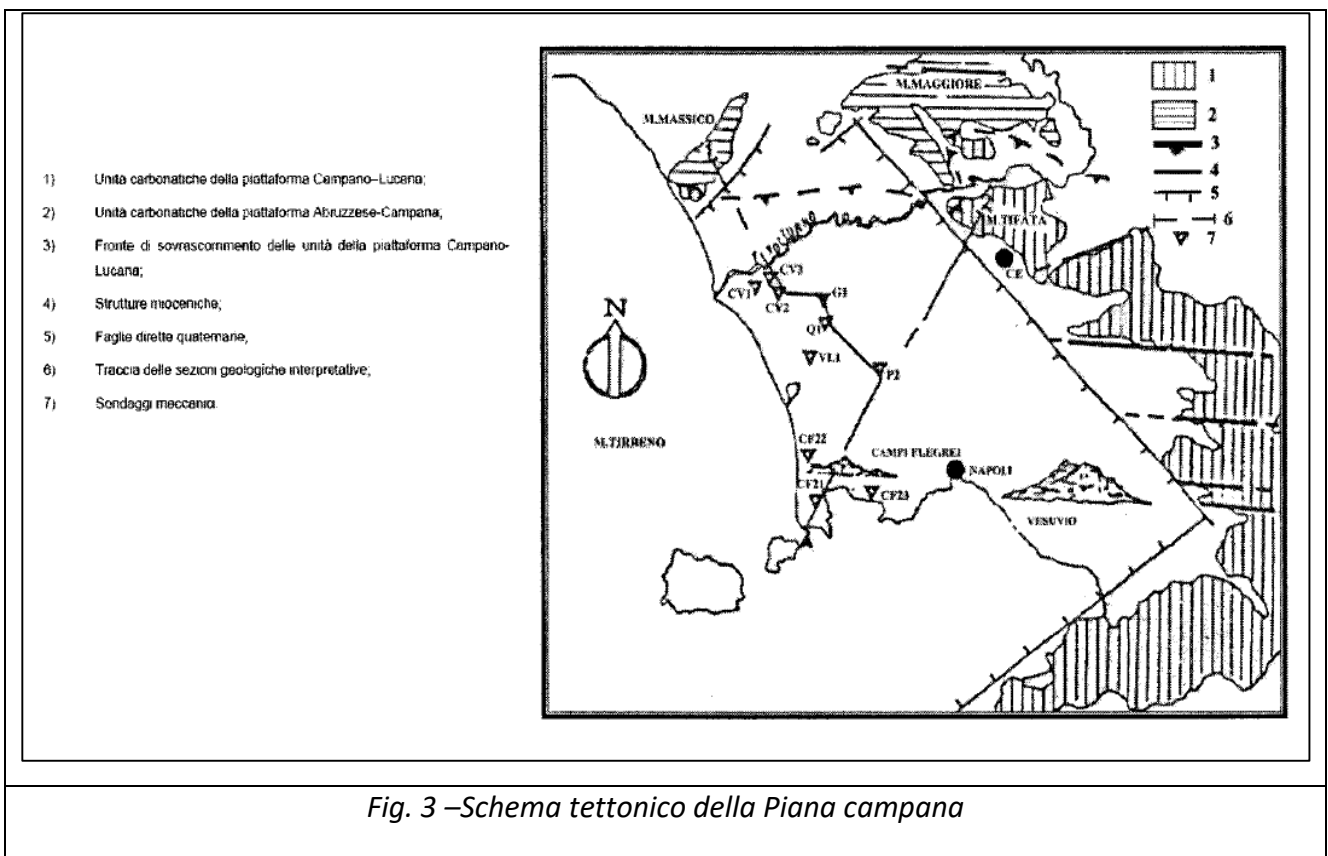 1) Unità carbonatiche della piattaforma Campano–Lucana;
2) Unità carbonatiche della piattaforma Abruzzese-Campana;
3) Fronte di sovrascorrimento delle unità della piattaforma Campano-
Lucana;
4) Strutture mioceniche;
5) Faglie dirette quaternarie;
6) Traccia delle sezioni geologiche interpretative;
7) Sondaggi meccanici.
M.MAGGIORE
M.MASSICO
1
2
3
4
5
6
7
M.TIFATA
CE
CV3
CV1
CV2
G1
Q1
VL1
P2
N
M.TIRRENO
CF22
CAMPI FLEGREI
NAPOLI
CF21
CF23
VESUVIO
Fig. 3 –Schema tettonico della Piana campana